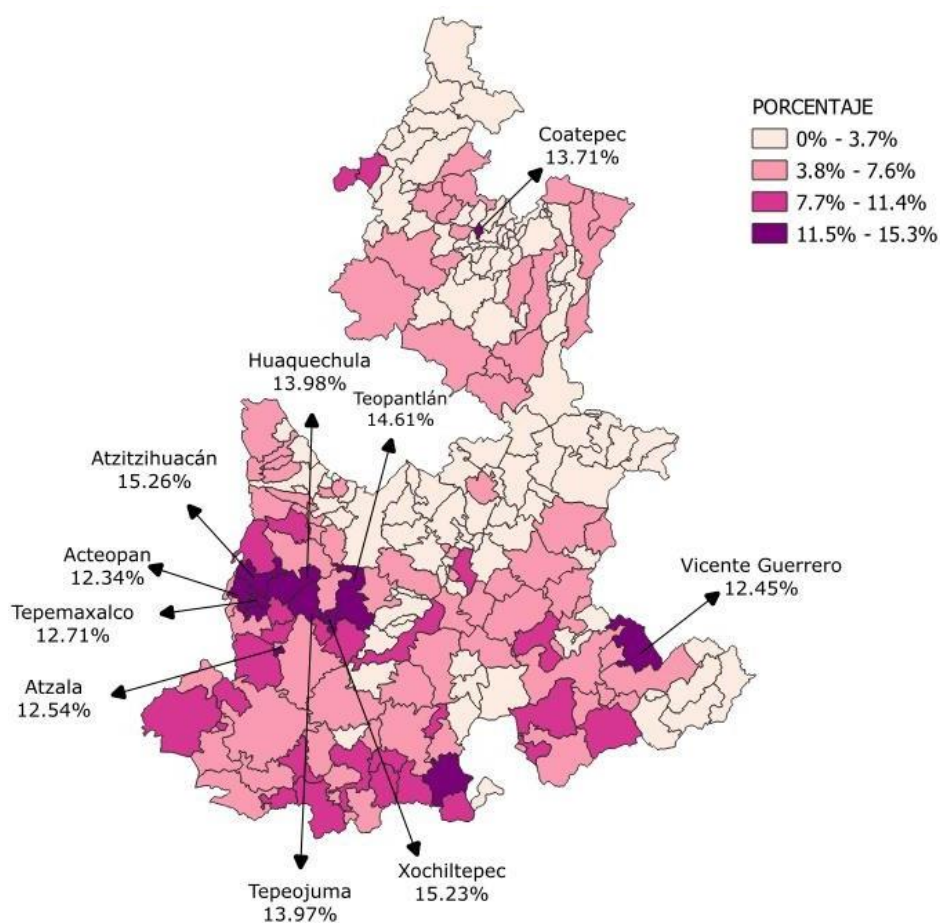 PORCENTAJE
0% - 3.7%
3.8% - 7.6%
7.7% - 11.4%
11.5% - 15.3%
Coatepec
13.71%
Huaquechula
13.98%
Teopantlán
14.61%
Atzitzihuacán
15.26%
Acteopan
12.34%
Tepemaxalco
12.71%
Atzala
12.54%
Vicente Guerrero
12.45%
Xochiltepec
15.23%
Tepeojuma
13.97%